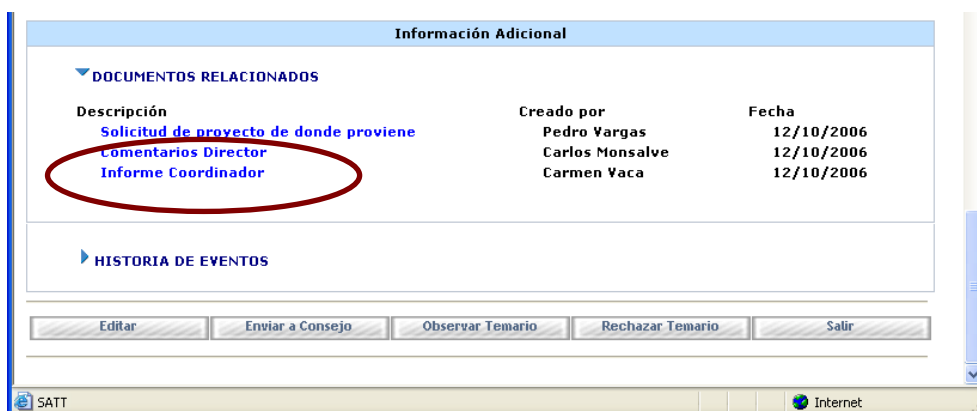 Información Adicional
DOCUMENTOS RELACIONADOS
Descripción Creado por Fecha
Solicitud de proyecto de donde proviene Pedro Vargas 12/10/2006
Comentarios Director Carlos Monsalve 12/10/2006
Informe Coordinador Carmen Vaca 12/10/2006
HISTORIA DE EVENTOS
Editar Enviar a Consejo Observar Temario Rechazar Temario Salir
SATT Internet